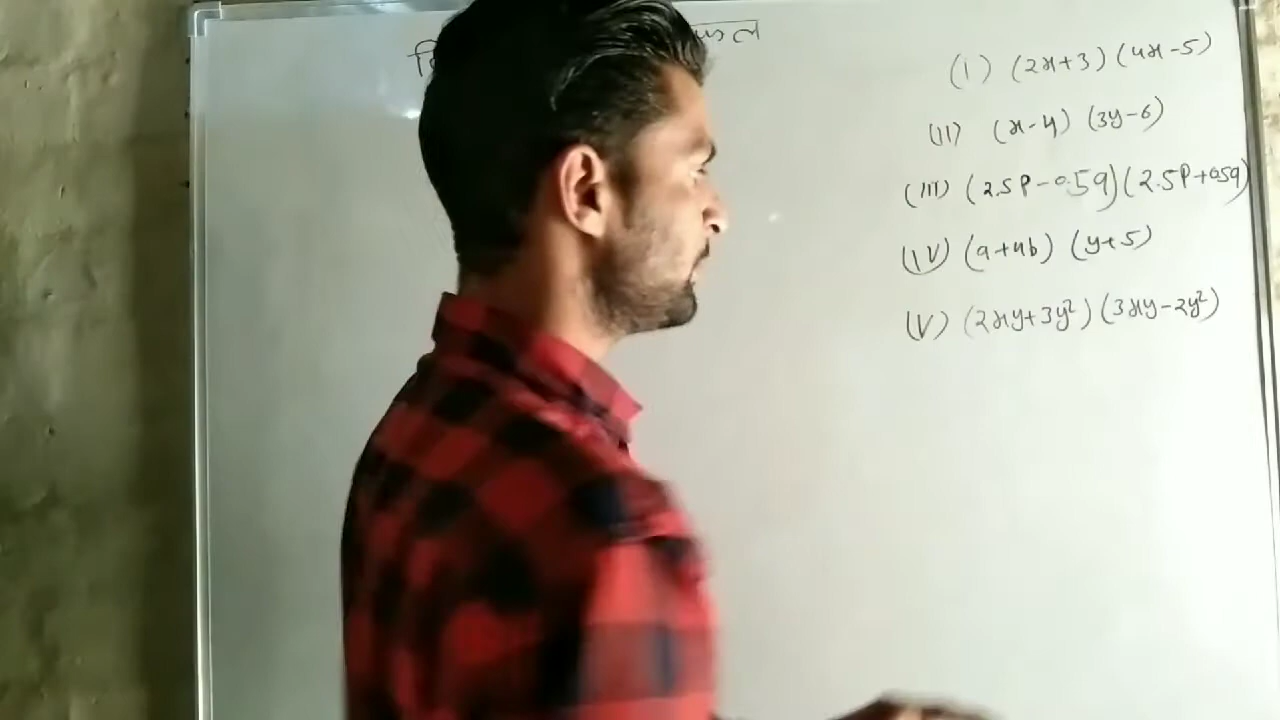 (I) (2x+3) (4x-5)
(II) (x-4) (3y-6)
(III) (2.5P-0.5q) (2.5P+0.5q)
(IV) (a+4b) (y+5)
(V) (2xy+3y²) (3xy-2y²)